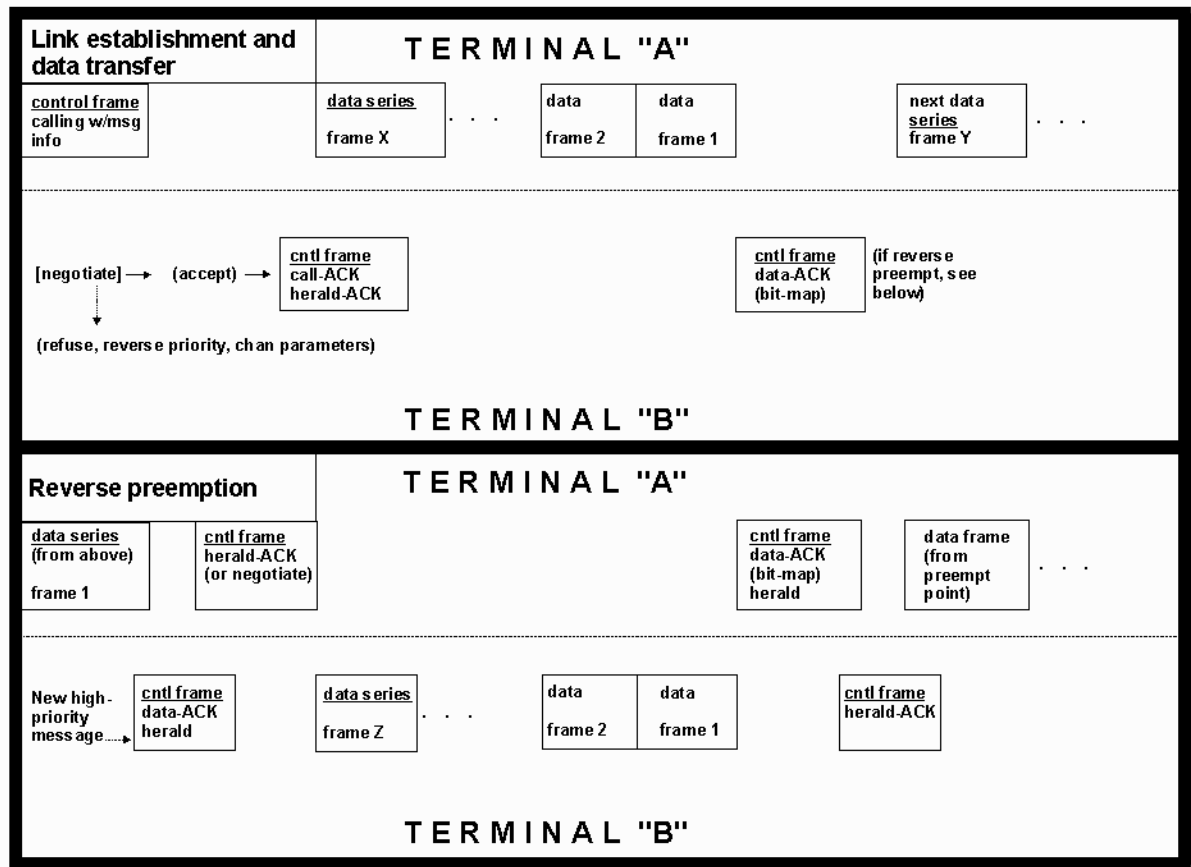 Link establishment and
data transfer
TERMINAL "A"
control frame
calling w/msg
info
data series
frame X
. . .
data
frame 2
data
frame 1
next data
series
frame Y
. . .
[negotiate]
(accept)
cntl frame
call-ACK
herald-ACK
cntl frame
data-ACK
(bit-map)
(if reverse
preempt, see
below)
(refuse, reverse priority, chan parameters)
TERMINAL "B"
Reverse preemption
TERMINAL "A"
data series
(from above)
frame 1
cntl frame
herald-ACK
(or negotiate)
cntl frame
data-ACK
(bit-map)
herald
data frame
(from
preempt
point)
. . .
New high-
priority
message
cntl frame
data-ACK
herald
data series
frame Z
. . .
data
frame 2
data
frame 1
cntl frame
herald-ACK
TERMINAL "B"